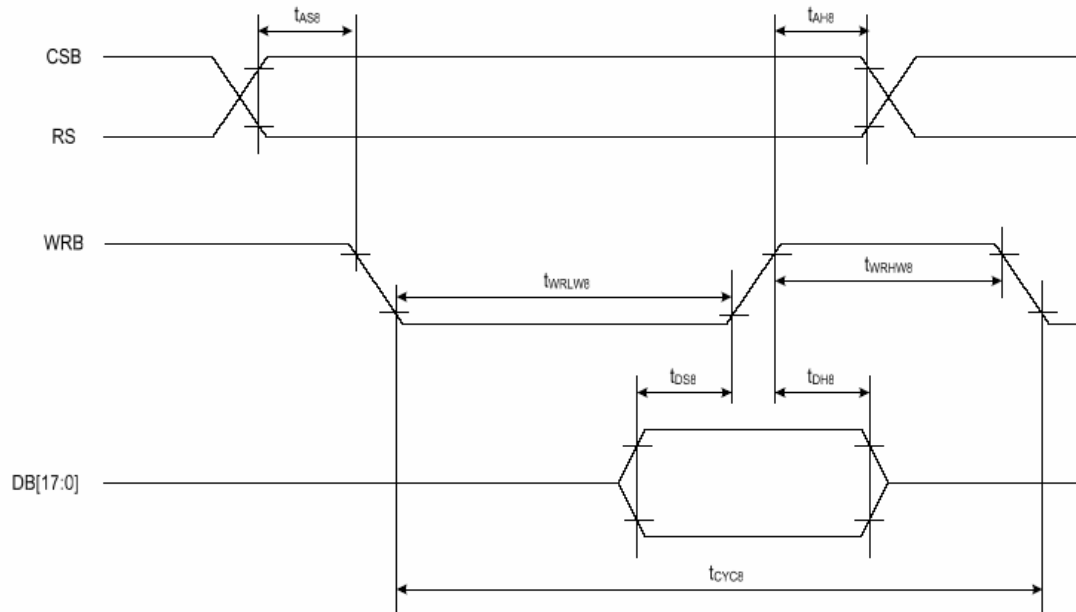 tAS8
tAH8
CSB
RS
WRB
tWRLW8
tWRHW8
tDS8
tDH8
DB[17:0]
tCYC8